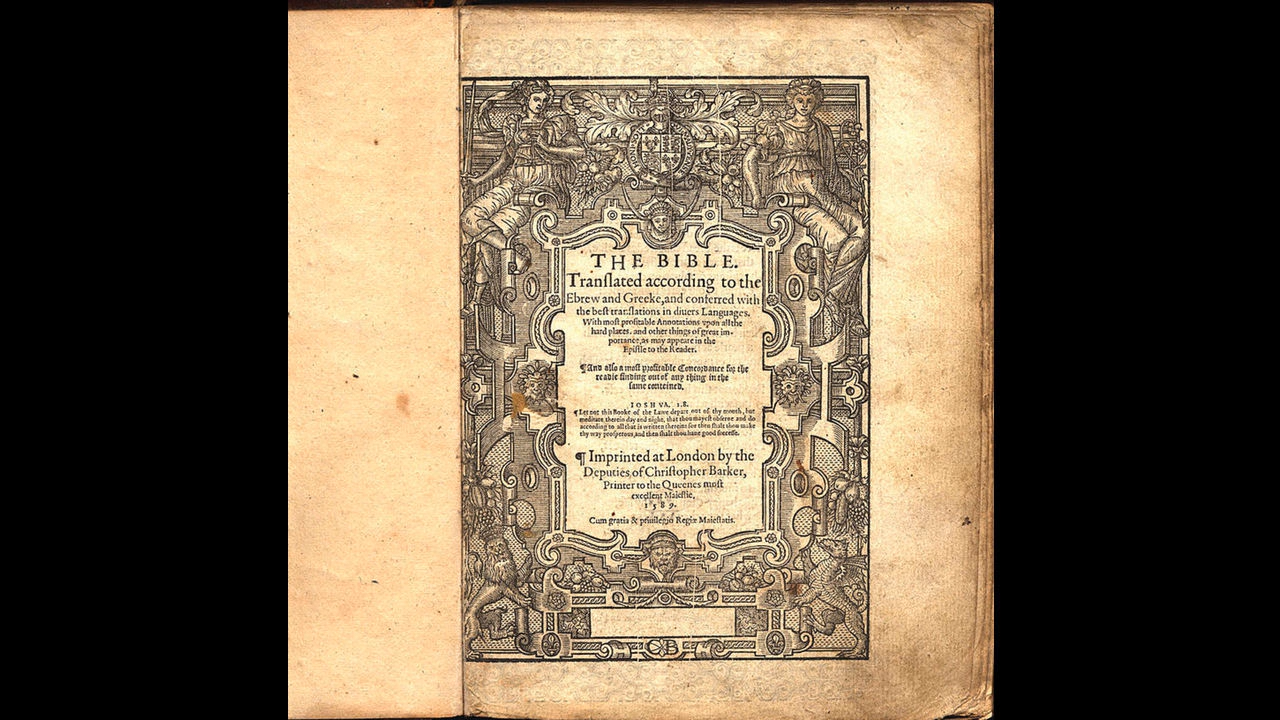 THE BIBLE.
Tranſlated according to the
Ebrew and Greeke, and conferred with
the beſt tranſlations in diuers Languages.
With moſt profitable Annotations vpon all the
hard places, and other things of great im-
portance, as may appeare in the
Epiſtle to the Reader.
¶And alſo a moſt profitable Concordance for the
readie finding out of any thing in the
ſame conteined.
IOSHVA. 1.8.
¶Let not this Booke of the Lawe depart out of thy mouth, but
meditate therein day and night, that thou mayeſt obſerue and do
according to all that is written therein: for then ſhalt thou make
thy way proſperous, and then ſhalt thou haue good ſucceſſe.
¶ Imprinted at London by the
Deputies of Chriſtopher Barker,
Printer to the Queenes moſt
excellent Maieſtie,
1589.
Cum gratia & priuilegio Regiæ Maieſtatis.